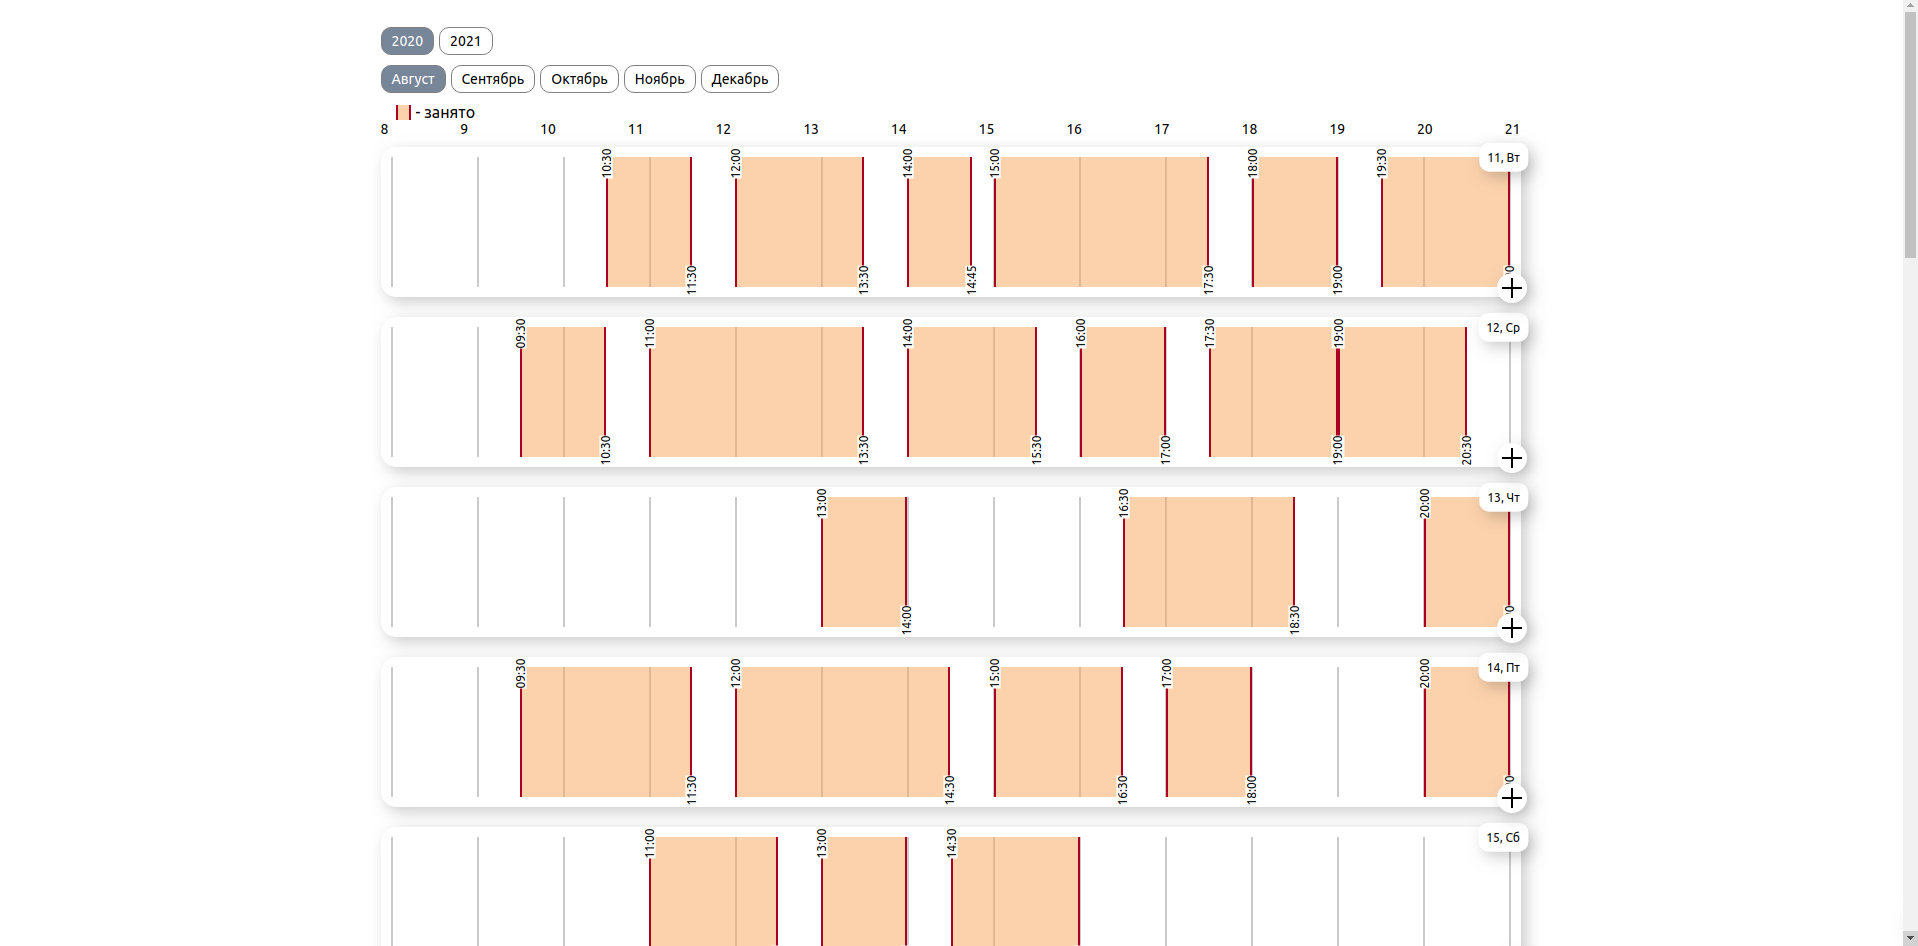 2020 2021
Август Сентябрь Октябрь Ноябрь Декабрь
- занято
8 9 10 11 12 13 14 15 16 17 18 19 20 21
11, Вт
10:30 12:00 14:00 15:00 18:00 19:30
11:30 13:30 14:45 17:30 19:00
12, Ср
09:30 11:00 14:00 16:00 17:30 19:00
10:30 13:30 15:30 17:00 19:00 20:30
13, Чт
13:00 16:30 20:00
14:00 18:30
14, Пт
09:30 12:00 15:00 17:00 20:00
11:30 14:30 16:30 18:00
15, Сб
11:00 13:00 14:30